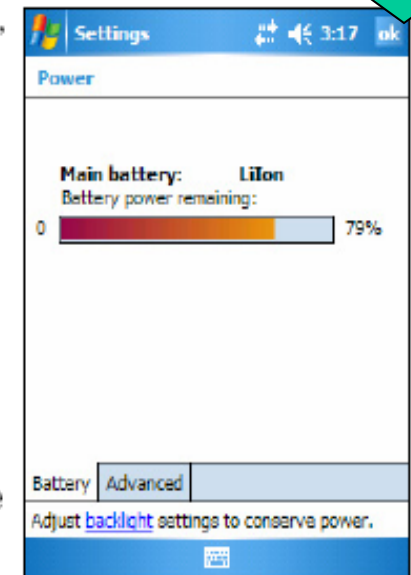 ,
Settings 3:17 ok
Power
Main battery: LiIon
Battery power remaining:
0 79%
Battery Advanced
e
Adjust backlight settings to conserve power.